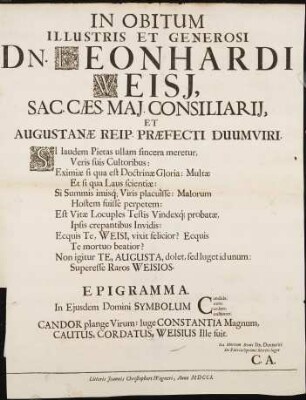 IN OBITUM
ILLUSTRIS ET GENEROSI
DN. LEONHARDI
WEISJ,
SAC. CÆS. MAJ. CONSILIARIJ,
ET
AUGUSTANÆ REIP. PRÆFECTI DUUMVIRI.
SI laudem Pietas ullam sincera meretur,
Veris suis Cultoribus:
Eximiæ si qua est Doctrinæ Gloria: Multæ
Et si qua Laus scientiæ:
Si Summis imisq; Viris placuisse: Malorum
Hostem fuisse perpetem:
Est Vitæ Locuples Testis Vindexq; probatæ,
Ipsis crepantibus Invidis:
Ecquis Te, WEISI, vixit felicior? Ecquis
Te mortuo beatior?
Non igitur TE, AUGUSTA, dolet, sed luget id unum:
Superesse Raros WEISIOS.
EPIGRAMMA.
In Ejusdem Domini SYMBOLUM
CANDOR plange Virum: luge CONSTANTIA Magnum,
CAUTUS, CORDATUS, WEISIUS Ille fuit.
C. A.
Literis Joannis Christophori Wagneri, Anno MDCCI.